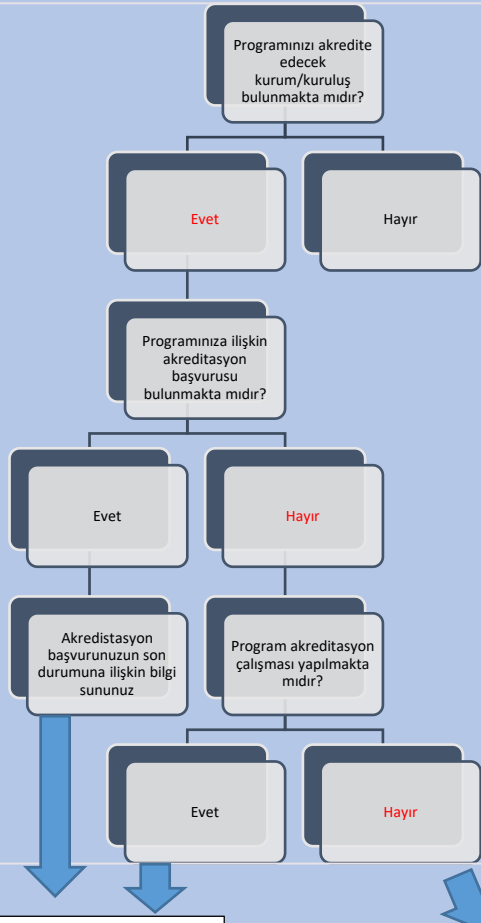 Programınızı akredite
edecek
kurum/kuruluş
bulunmakta mıdır?
Evet
Hayır
Programınıza ilişkin
akreditasyon
başvurusu
bulunmakta mıdır?
Evet
Hayır
Akredistasyon
başvurunuzun son
durumuna ilişkin bilgi
sununuz
Program akreditasyon
çalışması yapılmakta
mıdır?
Evet
Hayır